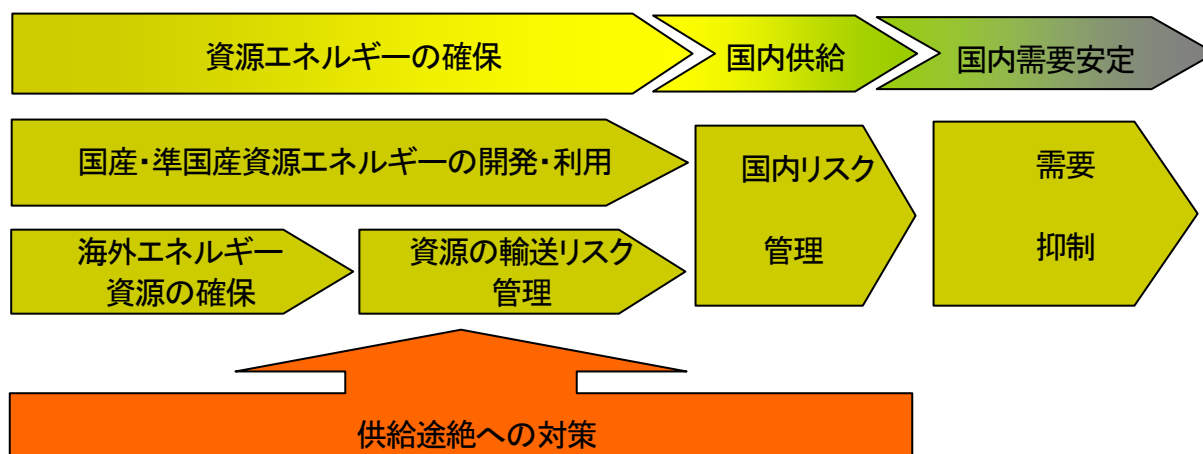 資源エネルギーの確保
国内供給
国内需要安定
国産・準国産資源エネルギーの開発・利用
国内リスク
管理
需要
抑制
海外エネルギー
資源の確保
資源の輸送リスク
管理
供給途絶への対策